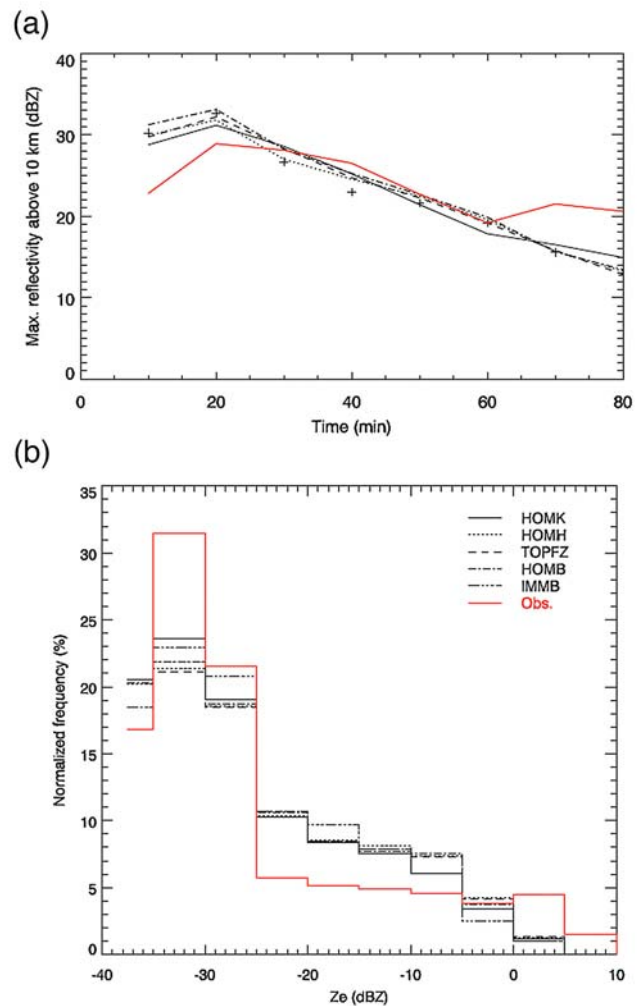 (a)
40
30
20
10
0
Max. reflectivity above 10 km (dBZ)
0 20 40 60 80
Time (min)
(b)
35
30
25
20
15
10
5
0
Normalized frequency (%)
HOMK
HOMH
TOPFZ
HOMB
IMMB
Obs.
-40 -30 -20 -10 0 10
Ze (dBZ)